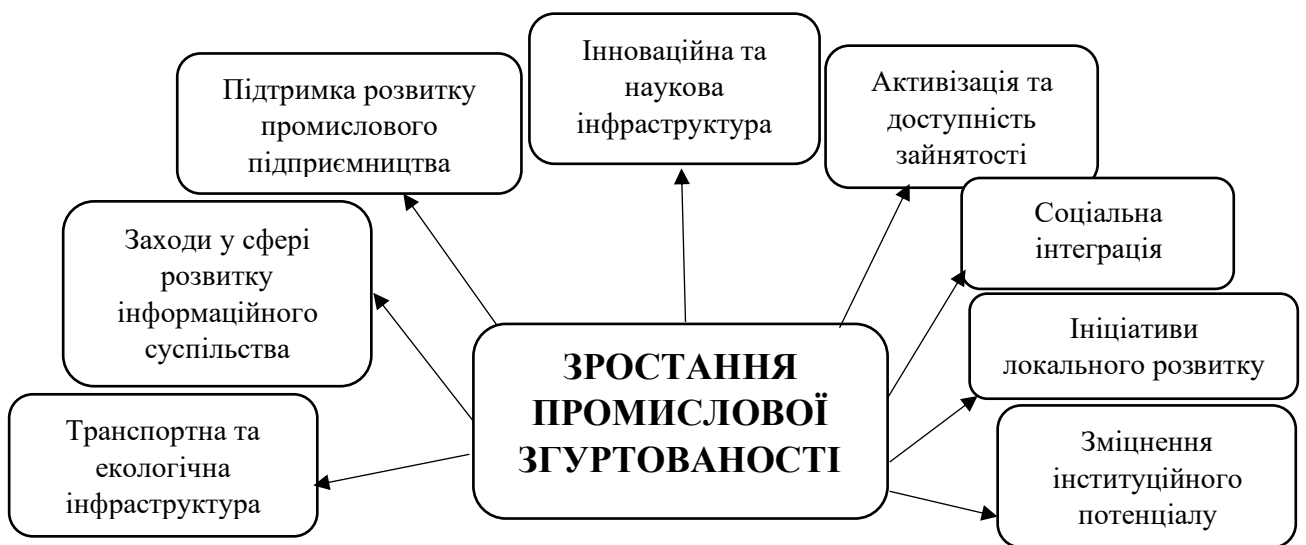 Інноваційна та
наукова
інфраструктура
Підтримка розвитку
промислового
підприємництва
Активізація та
доступність
зайнятості
Заходи у сфері
розвитку
інформаційного
суспільства
Соціальна
інтеграція
Ініціативи
локального розвитку
Транспортна та
екологічна
інфраструктура
ЗРОСТАННЯ
ПРОМИСЛОВОЇ
ЗГУРТОВАНОСТІ
Зміцнення
інституційного
потенціалу